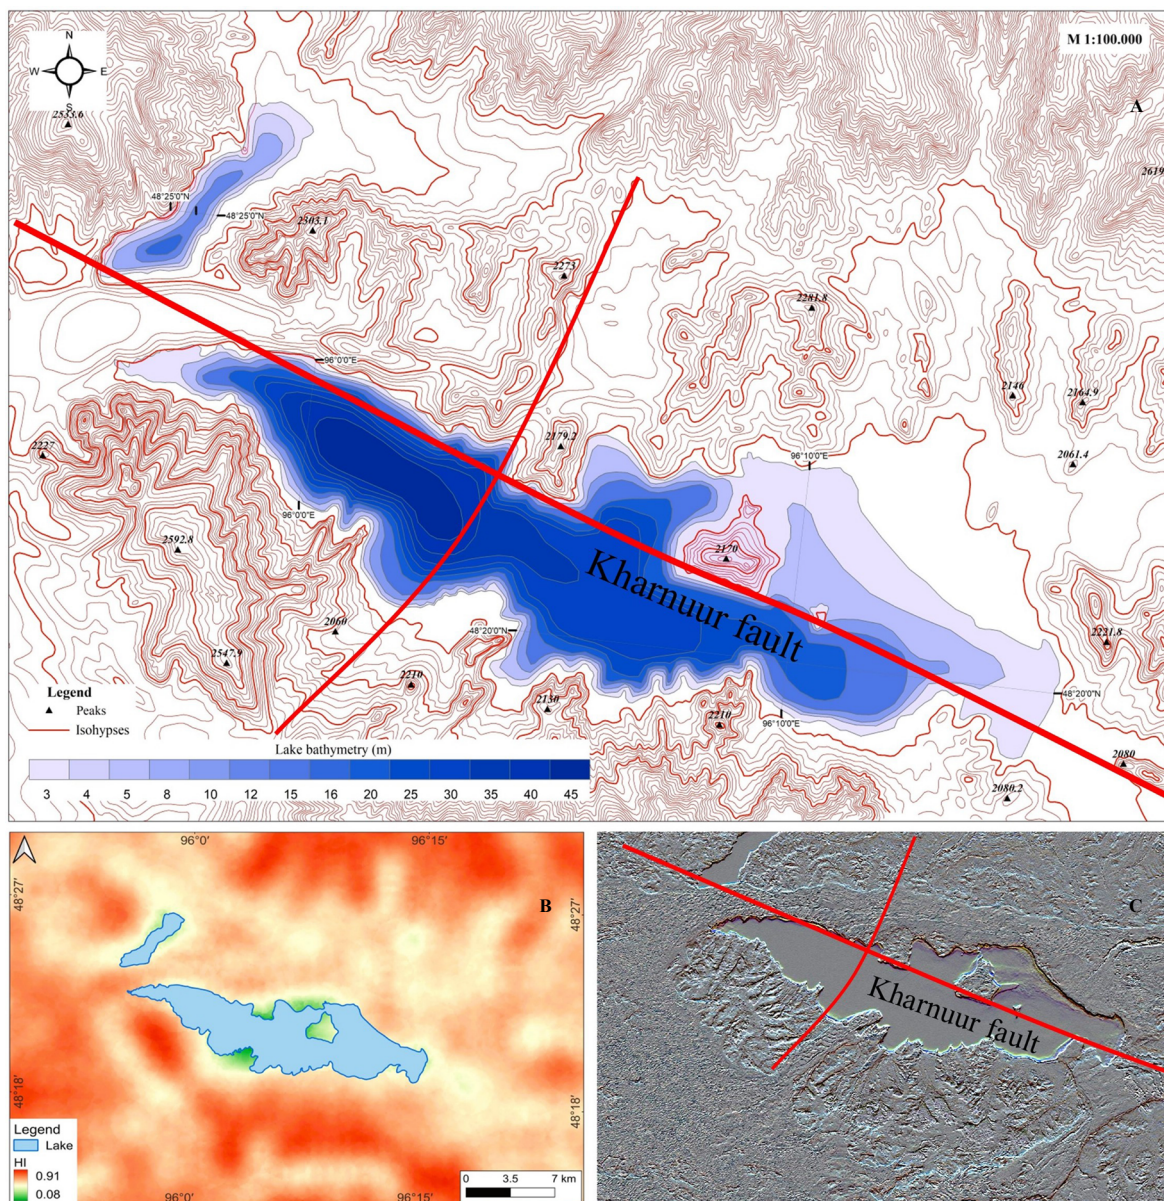 M 1:100.000
N
W E
S
A
2533.6
2619
48°25'0"N
48°25'0"N
2303.1
2273
2281.8
96°0'0"E
2146
2164.9
2227
2179.2
96°10'0"E
2061.4
96°0'0"E
2592.8
2170
Kharnuur fault
2060
48°20'0"N
2221.8
2547.9
2210
2130
2210
96°10'0"E
48°20'0"N
2080
2080.2
Legend
Peaks
Isohypses
Lake bathymetry (m)
3 4 5 8 10 12 15 16 20 25 30 35 40 45
96°0' 96°15'
48°27' 48°27'
B
48°18' 48°18'
Legend
Lake
HI
0.91
0.08
96°0' 96°15'
0 3.5 7 km
C
Kharnuur fault